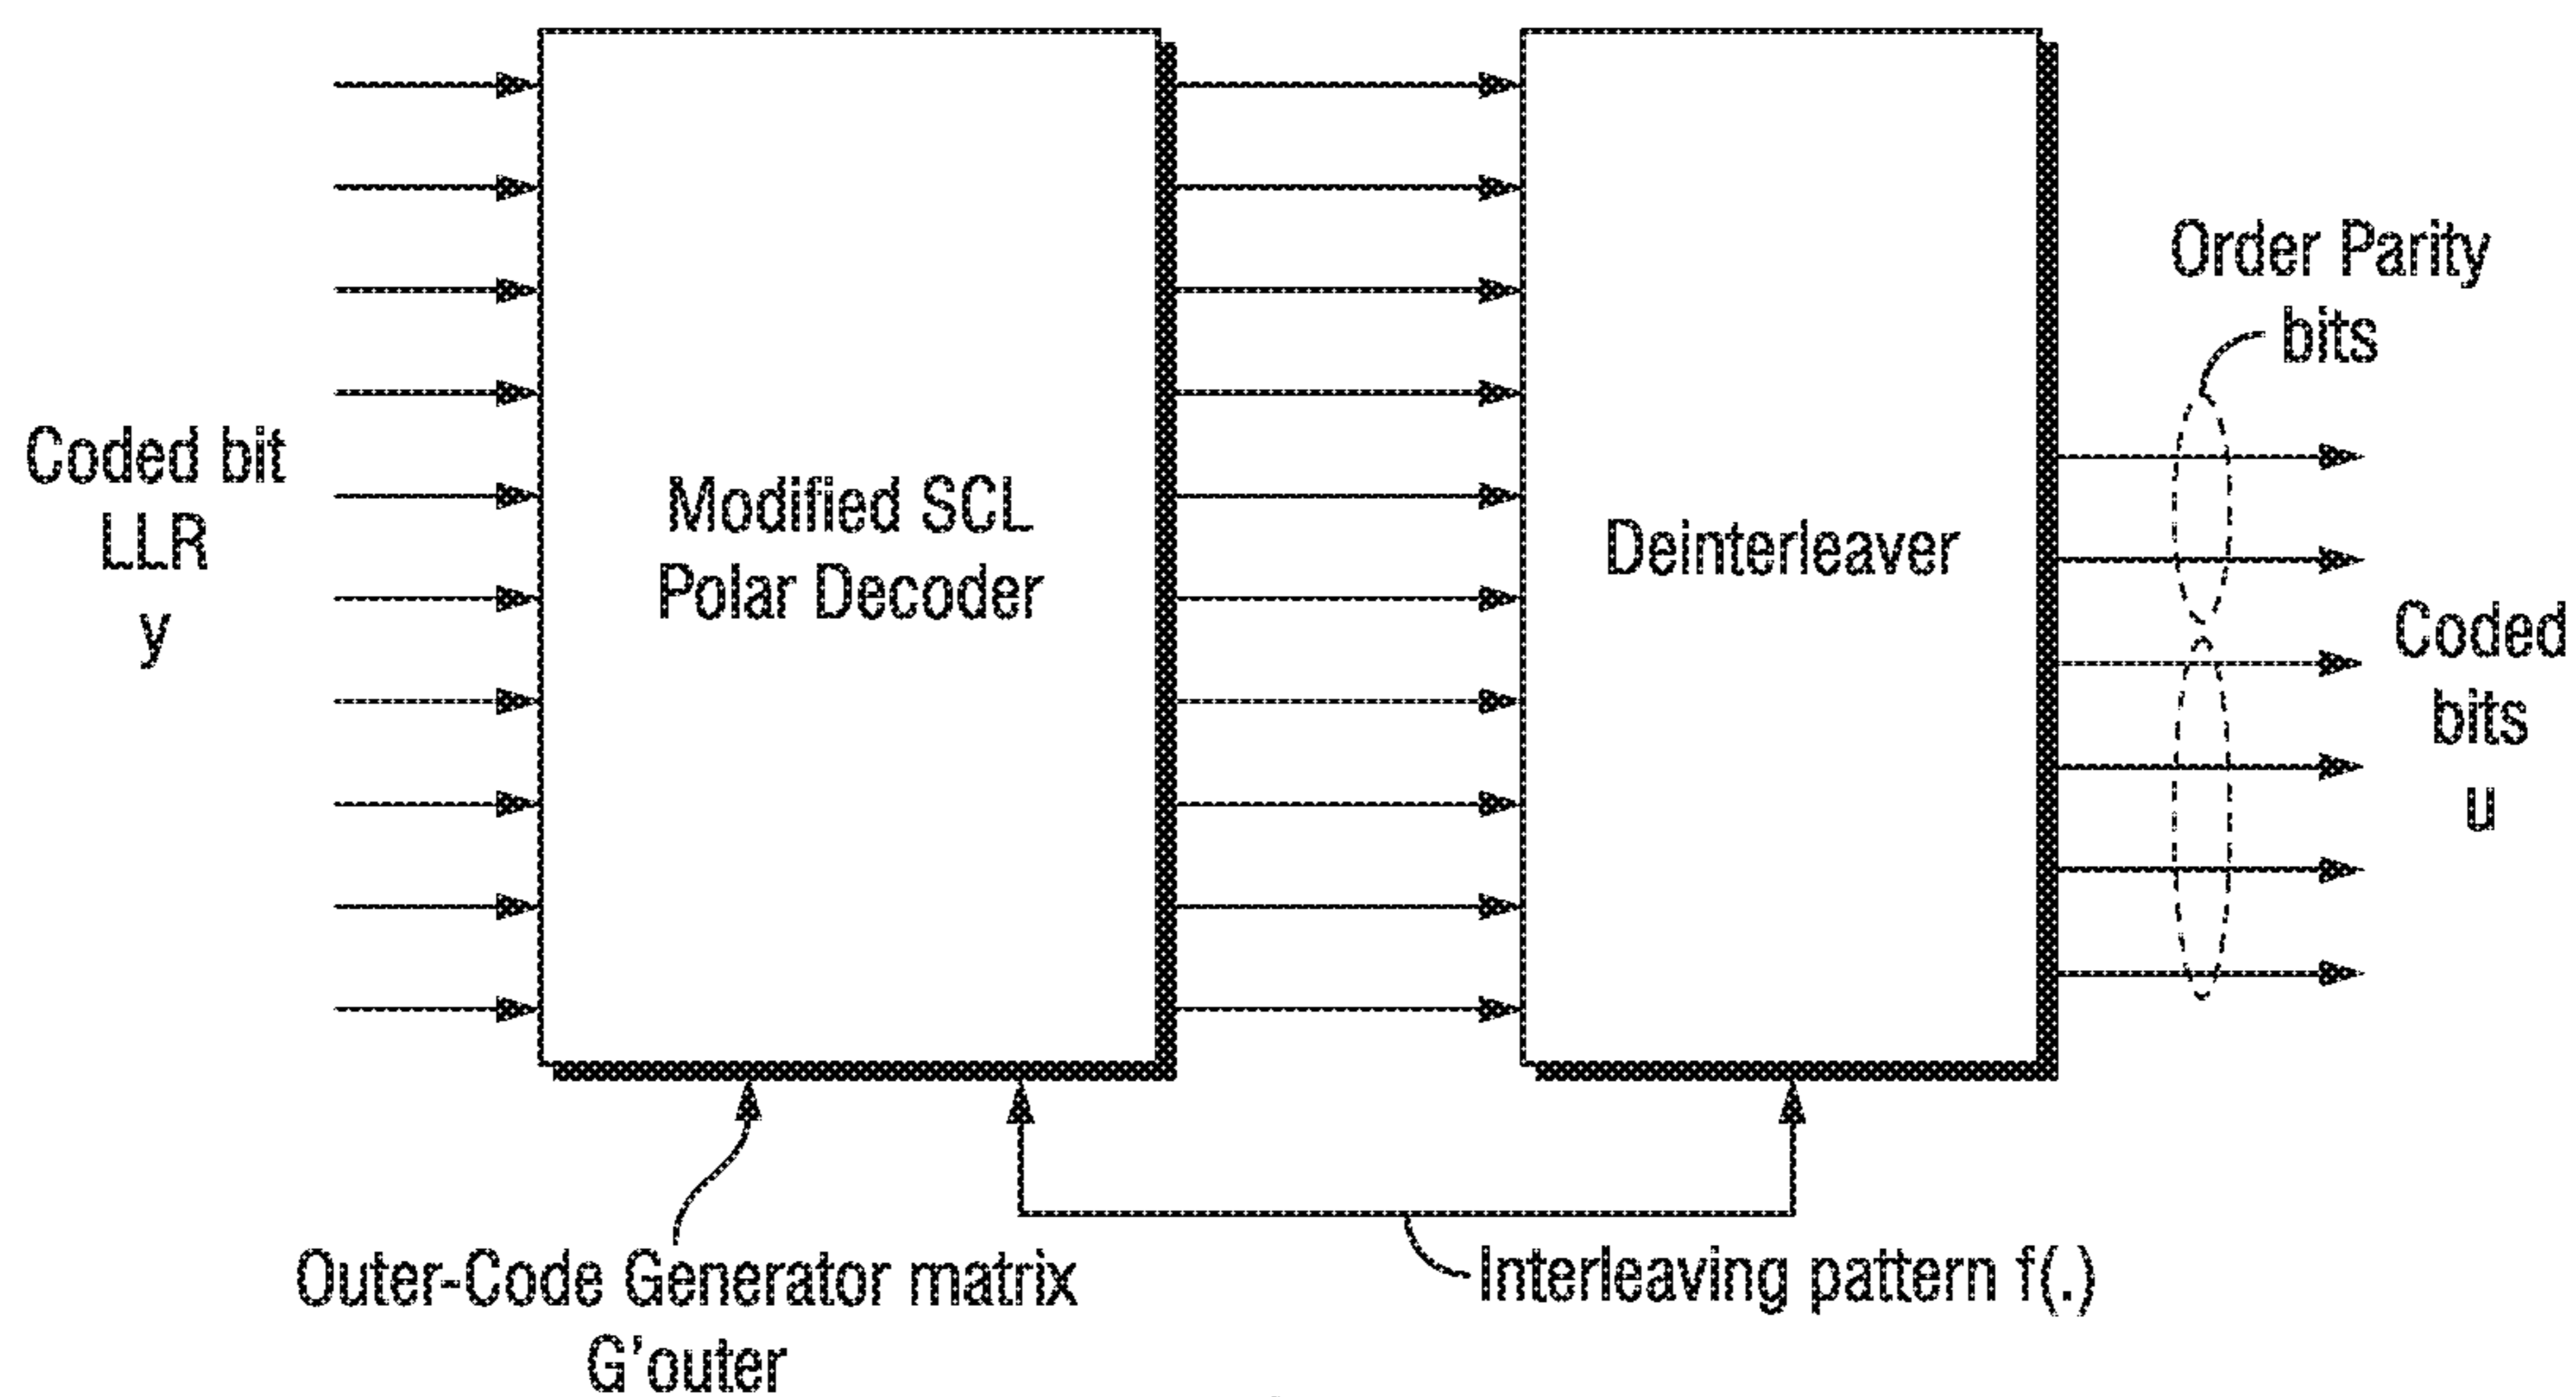 Coded bit
LLR
y
Modified SCL
Polar Decoder
Deinterleaver
Order Parity
bits
Coded
bits
u
Outer-Code Generator matrix
G'outer
Interleaving pattern f(.)